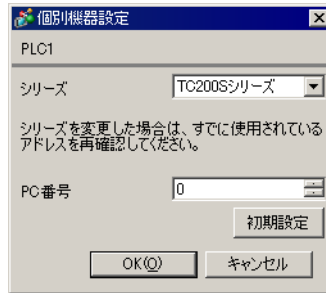 個別機器設定
PLC1
シリーズ TC200Sシリーズ
シリーズを変更した場合は、すでに使用されている
アドレスを再確認してください。
PC番号 0
初期設定
OK(O) キャンセル